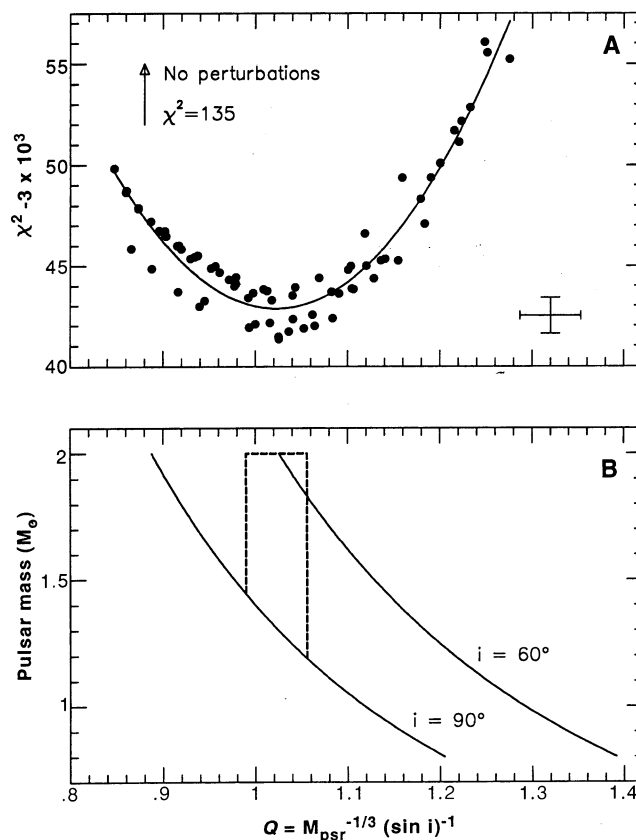 A
No perturbations
χ²=135
55
50
45
40
χ² -3 x 10³
B
2
1.5
1
Pulsar mass (M⊙)
i = 60°
i = 90°
.8 .9 1 1.1 1.2 1.3 1.4
Q = Mpsr^-1/3 (sin i)^-1